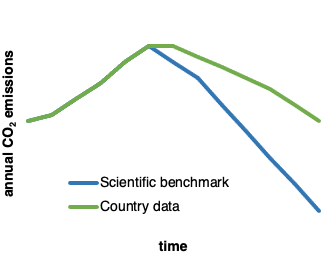 annual CO₂ emissions
Scientific benchmark
Country data
time